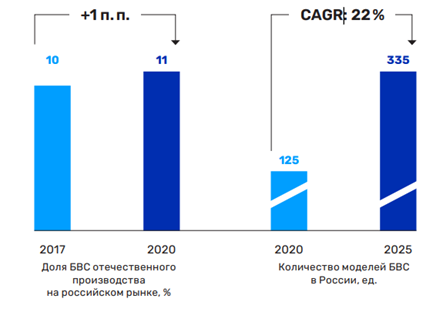 +1 п. п.
CAGR: 22 %
10
11
125
335
2017
2020
2020
2025
Доля БВС отечественного
производства
на российском рынке, %
Количество моделей БВС
в России, ед.